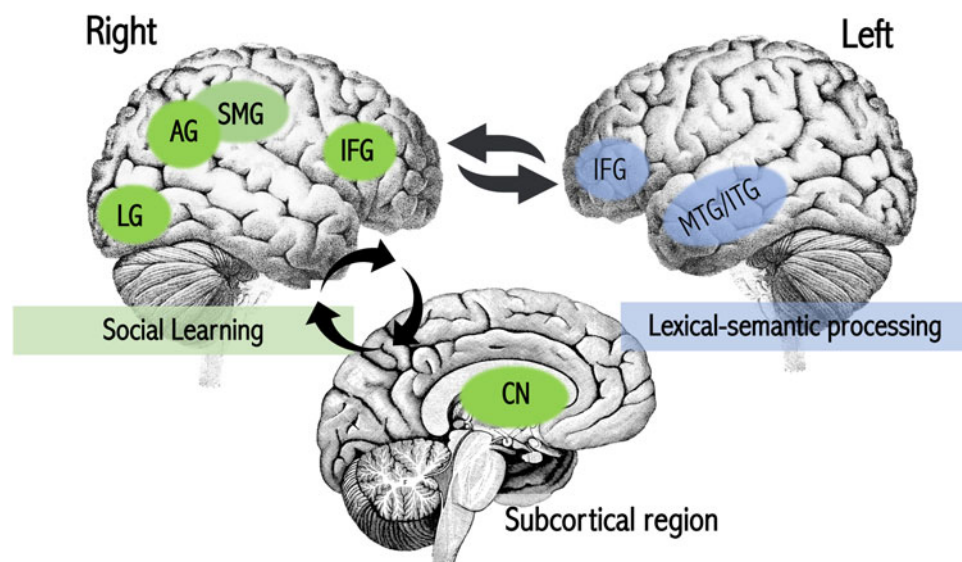 Right
Left
SMG
AG
IFG
LG
IFG
MTG/ITG
Social Learning
Lexical-semantic processing
CN
Subcortical region